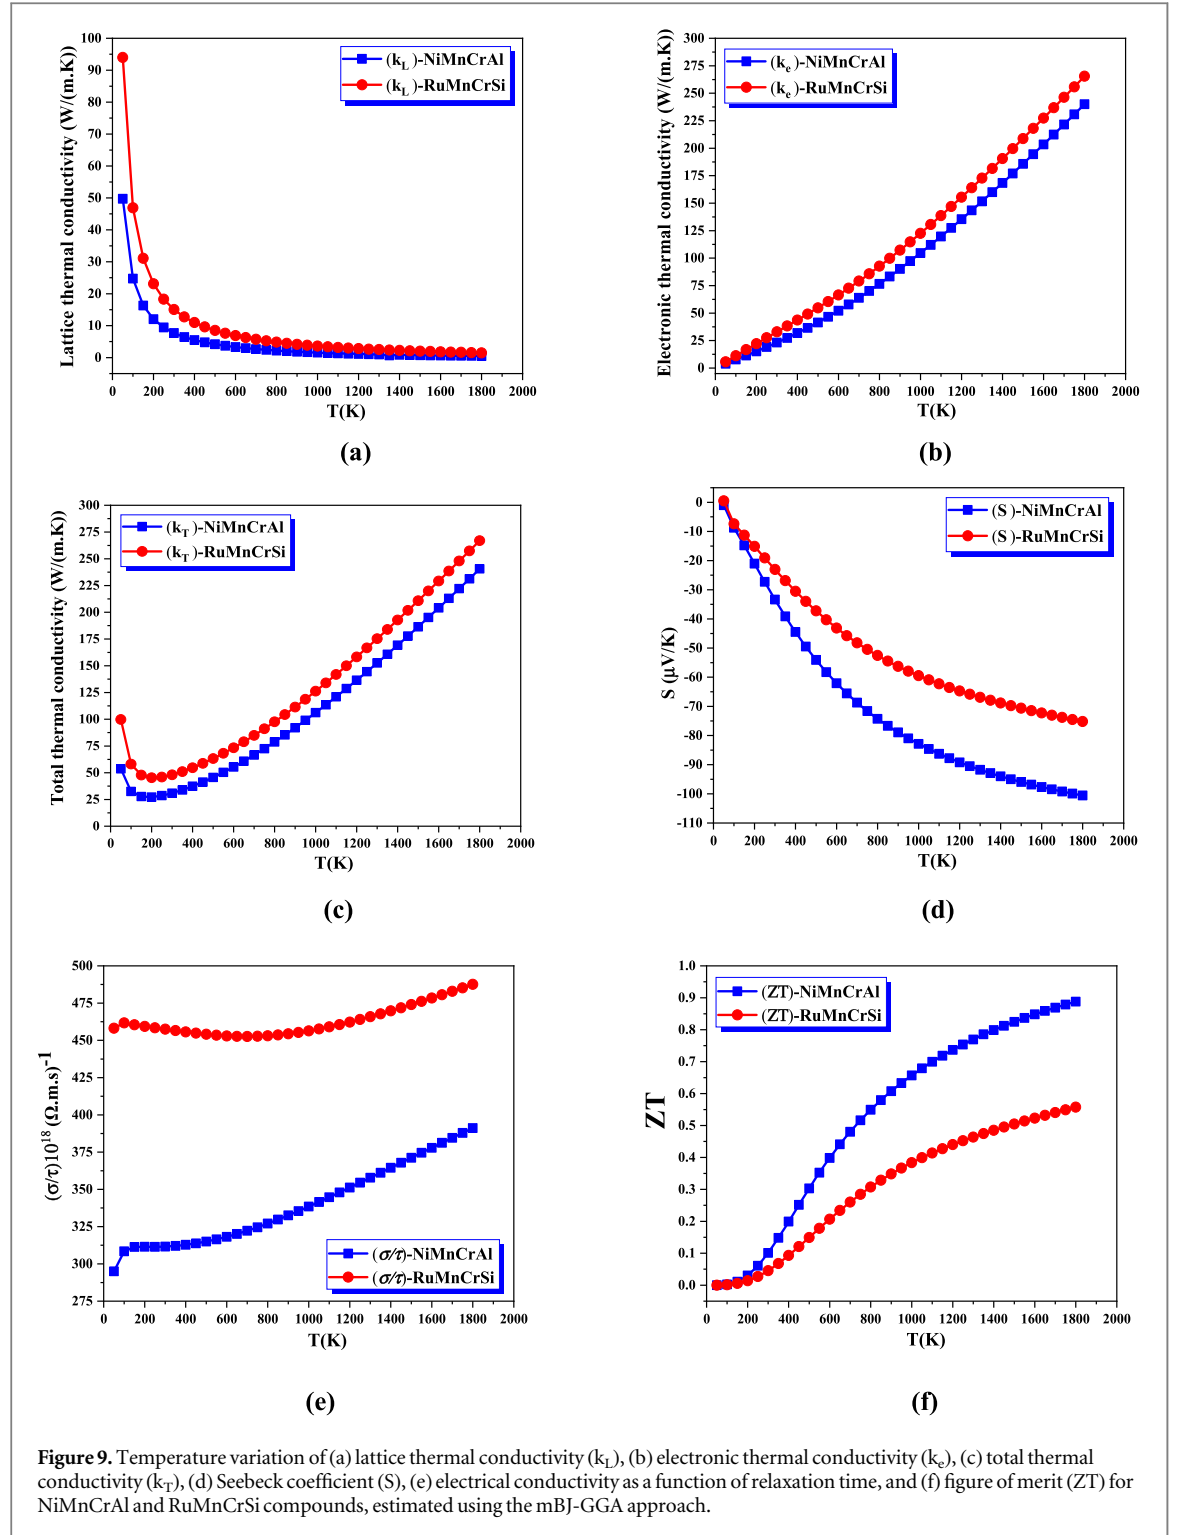 100
90
80
70
60
50
40
30
20
10
0
Lattice thermal conductivity (W/(m.K))
(kL)-NiMnCrAl
(kL)-RuMnCrSi
0 200 400 600 800 1000 1200 1400 1600 1800 2000
T(K)
(a)
300
275
250
225
200
175
150
125
100
75
50
25
0
Electronic thermal conductivity (W/(m.K))
(ke)-NiMnCrAl
(ke)-RuMnCrSi
0 200 400 600 800 1000 1200 1400 1600 1800 2000
T(K)
(b)
300
275
250
225
200
175
150
125
100
75
50
25
0
Total thermal conductivity (W/(m.K))
(kT)-NiMnCrAl
(kT)-RuMnCrSi
0 200 400 600 800 1000 1200 1400 1600 1800 2000
T(K)
(c)
0
-10
-20
-30
-40
-50
-60
-70
-80
-90
-100
-110
S (µV/K)
(S )-NiMnCrAl
(S )-RuMnCrSi
0 200 400 600 800 1000 1200 1400 1600 1800 2000
T(K)
(d)
500
475
450
425
400
375
350
325
300
275
(σ/τ)10^18 (Ω.m.s)^-1
(σ/τ)-NiMnCrAl
(σ/τ)-RuMnCrSi
0 200 400 600 800 1000 1200 1400 1600 1800 2000
T(K)
(e)
1.0
0.9
0.8
0.7
0.6
0.5
0.4
0.3
0.2
0.1
0.0
ZT
(ZT)-NiMnCrAl
(ZT)-RuMnCrSi
0 200 400 600 800 1000 1200 1400 1600 1800 2000
T(K)
(f)
Figure 9. Temperature variation of (a) lattice thermal conductivity (kL), (b) electronic thermal conductivity (ke), (c) total thermal
conductivity (kT), (d) Seebeck coefficient (S), (e) electrical conductivity as a function of relaxation time, and (f) figure of merit (ZT) for
NiMnCrAl and RuMnCrSi compounds, estimated using the mBJ-GGA approach.